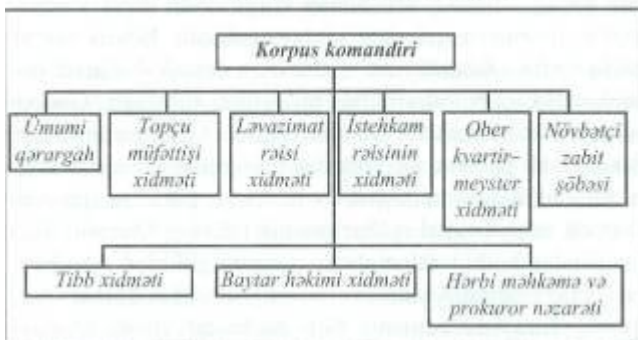 Korpus komandiri
Ümumi
qərargah
Topçu
müfəttişi
xidməti
Ləvazimat
rəisi
xidməti
İstehkam
rəisinin
xidməti
Ober
kvartir-
meyster
xidməti
Növbətçi
zabit
şöbəsi
Tibb xidməti
Baytar həkimi xidməti
Hərbi məhkəmə və
prokuror nəzarəti